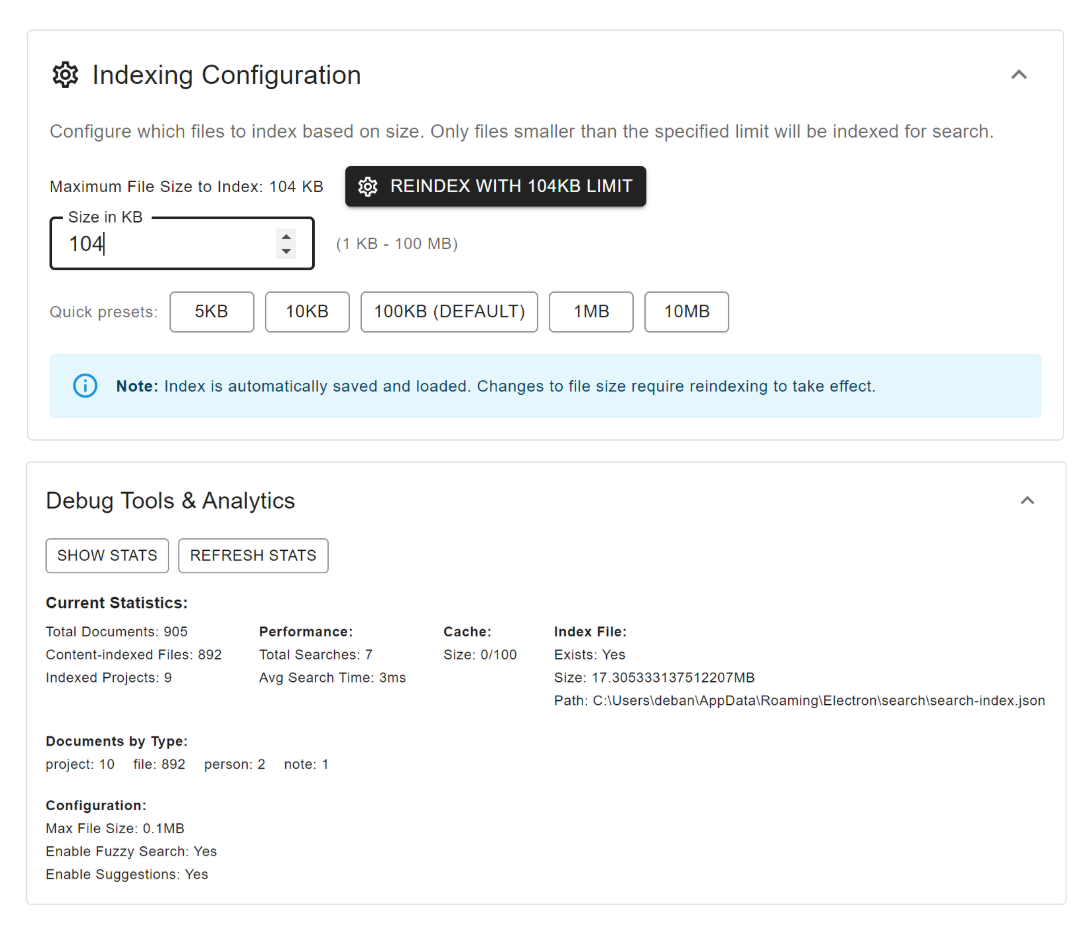 Indexing Configuration
Configure which files to index based on size. Only files smaller than the specified limit will be indexed for search.
Maximum File Size to Index: 104 KB
REINDEX WITH 104KB LIMIT
Size in KB
104
(1 KB - 100 MB)
Quick presets: 5KB 10KB 100KB (DEFAULT) 1MB 10MB
Note: Index is automatically saved and loaded. Changes to file size require reindexing to take effect.
Debug Tools & Analytics
SHOW STATS REFRESH STATS
Current Statistics:
Total Documents: 905
Content-indexed Files: 892
Indexed Projects: 9
Performance:
Total Searches: 7
Avg Search Time: 3ms
Cache:
Size: 0/100
Index File:
Exists: Yes
Size: 17.305333137512207MB
Path: C:\Users\deban\AppData\Roaming\Electron\search\search-index.json
Documents by Type:
project: 10 file: 892 person: 2 note: 1
Configuration:
Max File Size: 0.1MB
Enable Fuzzy Search: Yes
Enable Suggestions: Yes